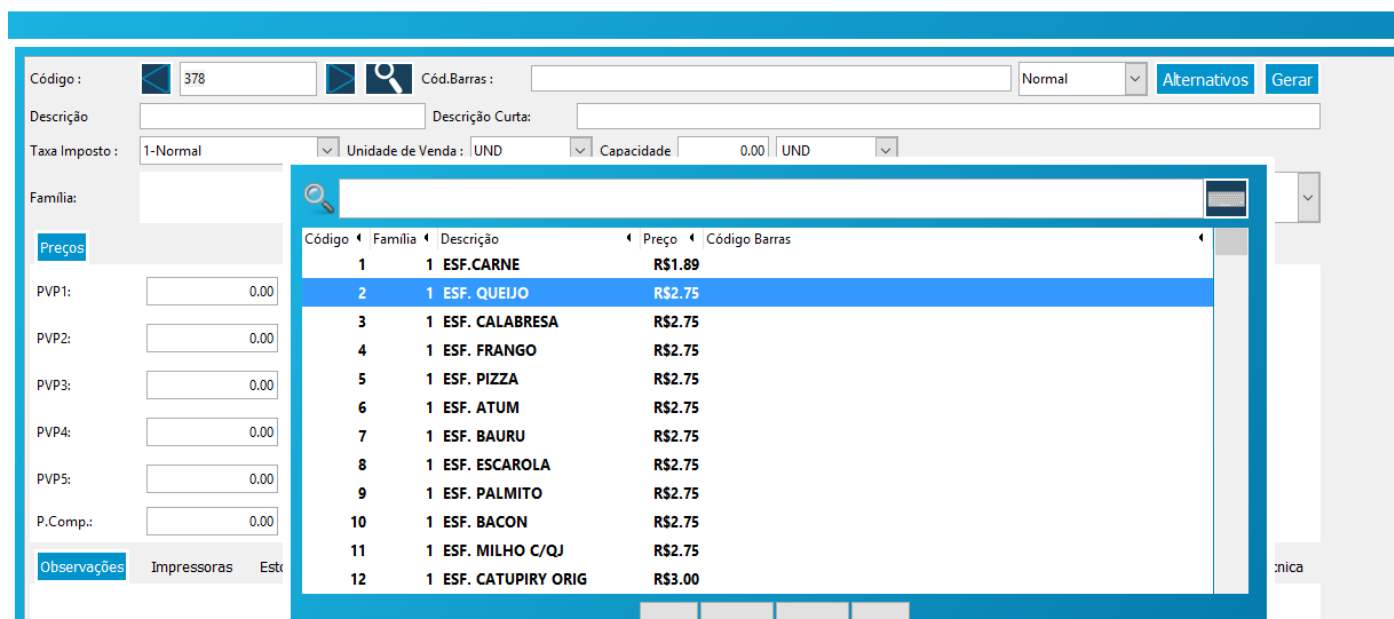 Código : 378 Cód.Barras : Normal Alternativos Gerar
Descrição Descrição Curta:
Taxa Imposto : 1-Normal Unidade de Venda : UND Capacidade 0.00 UND
Família:
Código Família Descrição Preço Código Barras
Preços
1 1 ESF.CARNE R$1.89
PVP1: 0.00
2 1 ESF. QUEIJO R$2.75
3 1 ESF. CALABRESA R$2.75
PVP2: 0.00
4 1 ESF. FRANGO R$2.75
5 1 ESF. PIZZA R$2.75
PVP3: 0.00
6 1 ESF. ATUM R$2.75
PVP4: 0.00
7 1 ESF. BAURU R$2.75
8 1 ESF. ESCAROLA R$2.75
PVP5: 0.00
9 1 ESF. PALMITO R$2.75
P.Comp.: 0.00
10 1 ESF. BACON R$2.75
11 1 ESF. MILHO C/QJ R$2.75
Observações Impressoras
12 1 ESF. CATUPIRY ORIG R$3.00